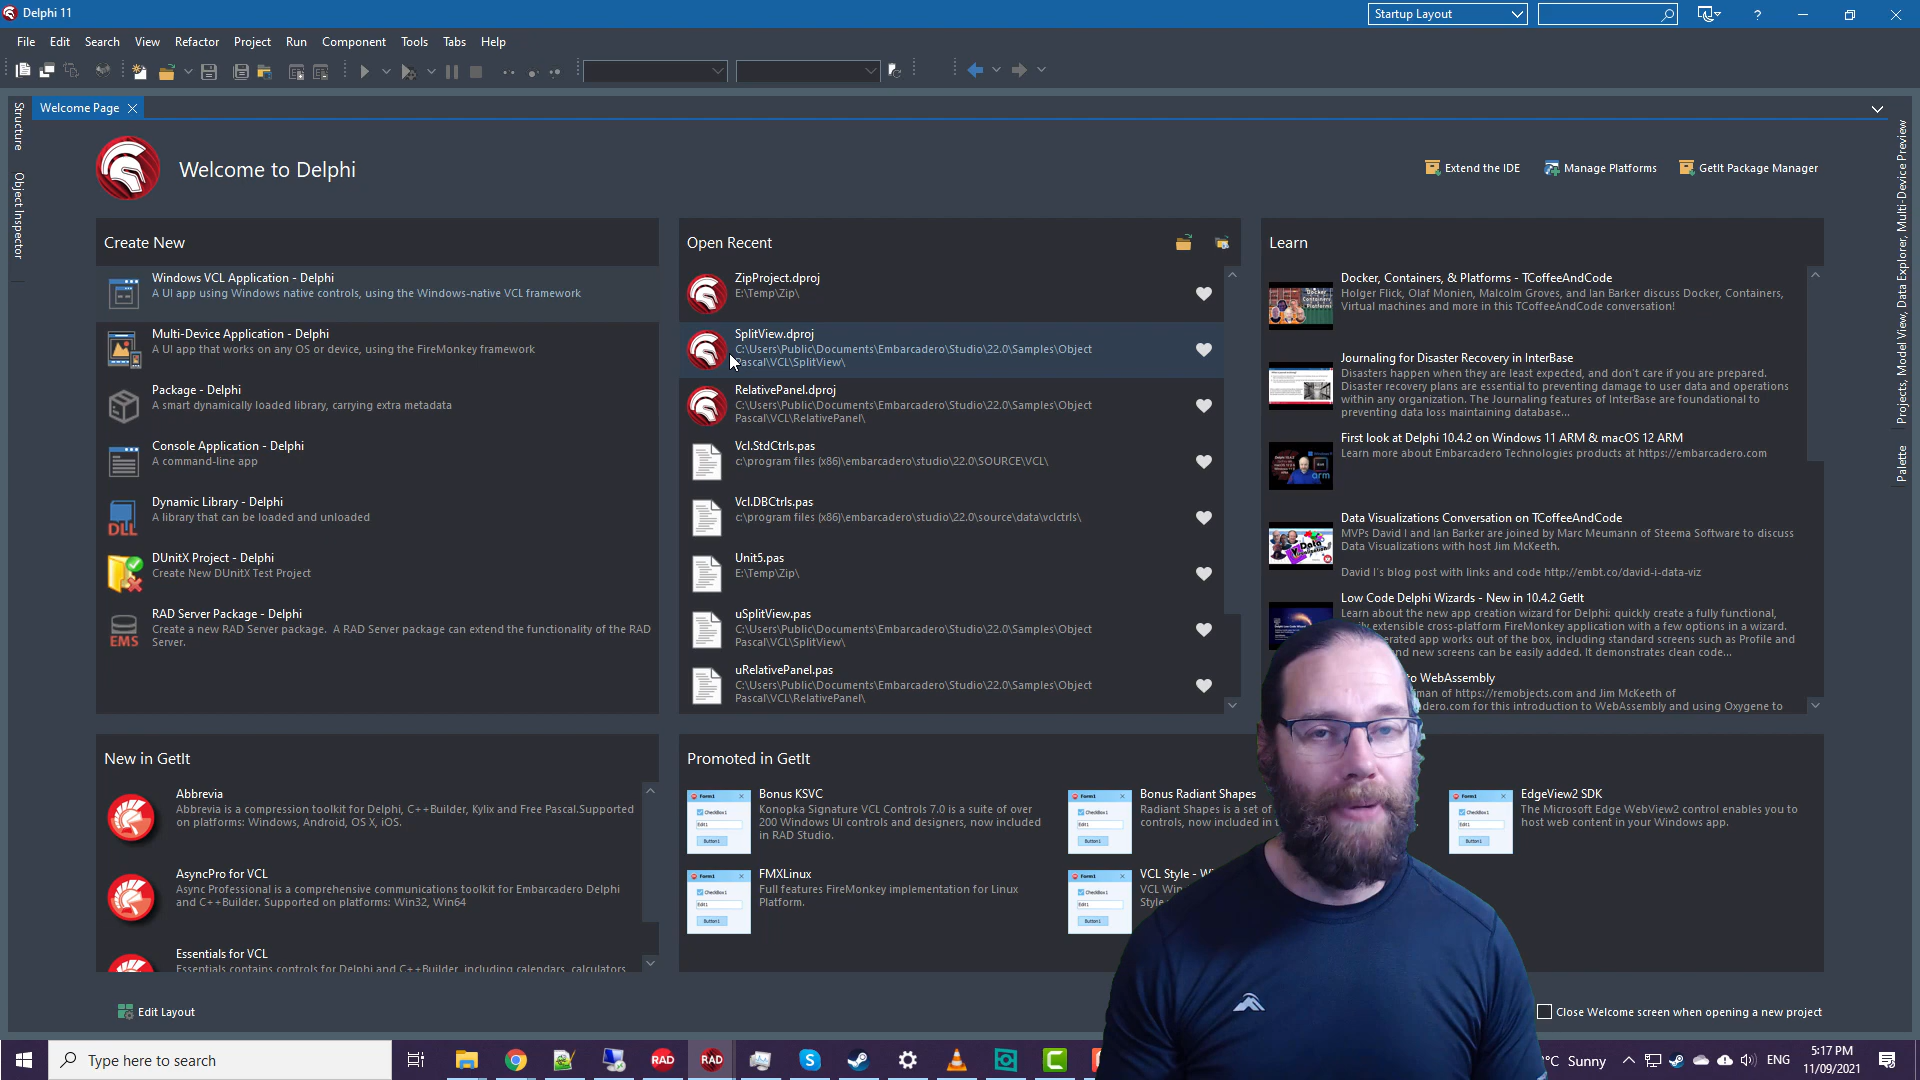 Delphi 11
Startup Layout
File Edit Search View Refactor Project Run Component Tools Tabs Help
Welcome Page
Structure
Object Inspector
Welcome to Delphi
Extend the IDE
Manage Platforms
GetIt Package Manager
Projects, Model View, Data Explorer, Multi-Device Preview
Palette
Create New
Windows VCL Application - Delphi
A UI app using Windows native controls, using the Windows-native VCL framework
Multi-Device Application - Delphi
A UI app that works on any OS or device, using the FireMonkey framework
Package - Delphi
A smart dynamically loaded library, carrying extra metadata
Console Application - Delphi
A command-line app
DLL
Dynamic Library - Delphi
A library that can be loaded and unloaded
DUnitX Project - Delphi
Create New DUnitX Test Project
EMS
RAD Server Package - Delphi
Create a new RAD Server package. A RAD Server package can extend the functionality of the RAD
Server.
Open Recent
ZipProject.dproj
E:\Temp\Zip\
SplitView.dproj
C:\Users\Public\Documents\Embarcadero\Studio\22.0\Samples\Object
Pascal\VCL\SplitView\
RelativePanel.dproj
C:\Users\Public\Documents\Embarcadero\Studio\22.0\Samples\Object
Pascal\VCL\RelativePanel\
Vcl.StdCtrls.pas
c:\program files (x86)\embarcadero\studio\22.0\SOURCE\VCL\
Vcl.DBCtrls.pas
c:\program files (x86)\embarcadero\studio\22.0\source\data\vclctrls\
Unit5.pas
E:\Temp\Zip\
uSplitView.pas
C:\Users\Public\Documents\Embarcadero\Studio\22.0\Samples\Object
Pascal\VCL\SplitView\
uRelativePanel.pas
C:\Users\Public\Documents\Embarcadero\Studio\22.0\Samples\Object
Pascal\VCL\RelativePanel\
Learn
Docker, Containers, & Platforms - TCoffeeAndCode
Holger Flick, Olaf Monien, Malcolm Groves, and Ian Barker discuss Docker, Containers,
Virtual machines and more in this TCoffeeAndCode conversation!
Journaling for Disaster Recovery in InterBase
Disasters happen when they are least expected, and don't care if you are prepared.
Disaster recovery plans are essential to preventing damage to user data and operations
within any organization. The Journaling features of InterBase are foundational to
preventing data loss maintaining database...
First look at Delphi 10.4.2 on Windows 11 ARM & macOS 12 ARM
Learn more about Embarcadero Technologies products at https://embarcadero.com
Data Visualizations Conversation on TCoffeeAndCode
MVPs David I and Ian Barker are joined by Marc Meumann of Steema Software to discuss
Data Visualizations with host Jim McKeeth.
David I's blog post with links and code http://embt.co/david-i-data-viz
Low Code Delphi Wizards - New in 10.4.2 GetIt
Learn about the new app creation wizard for Delphi: quickly create a fully functional,
extensible cross-platform FireMonkey application with a few options in a wizard.
app works out of the box, including standard screens such as Profile and
and new screens can be easily added. It demonstrates clean code...
to WebAssembly
of https://remobjects.com and Jim McKeeth of
for this introduction to WebAssembly and using Oxygene to
New in GetIt
Abbrevia
Abbrevia is a compression toolkit for Delphi, C++Builder, Kylix and Free Pascal.Supported
on platforms: Windows, Android, OS X, iOS.
AsyncPro for VCL
Async Professional is a comprehensive communications toolkit for Embarcadero Delphi
and C++Builder. Supported on platforms: Win32, Win64
Essentials for VCL
Essentials contains controls for Delphi and C++Builder, including calendars, calculators,
Promoted in GetIt
Bonus KSVC
Konopka Signature VCL Controls 7.0 is a suite of over
200 Windows UI controls and designers, now included
in RAD Studio.
Bonus Radiant Shapes
Radiant Shapes is a set of
controls, now included in
EdgeView2 SDK
The Microsoft Edge WebView2 control enables you to
host web content in your Windows app.
FMXLinux
Full features FireMonkey implementation for Linux
Platform.
VCL Style -
VCL
Style
Edit Layout
Close Welcome screen when opening a new project
Type here to search
RAD
RAD
°C Sunny
ENG
5:17 PM
11/09/2021